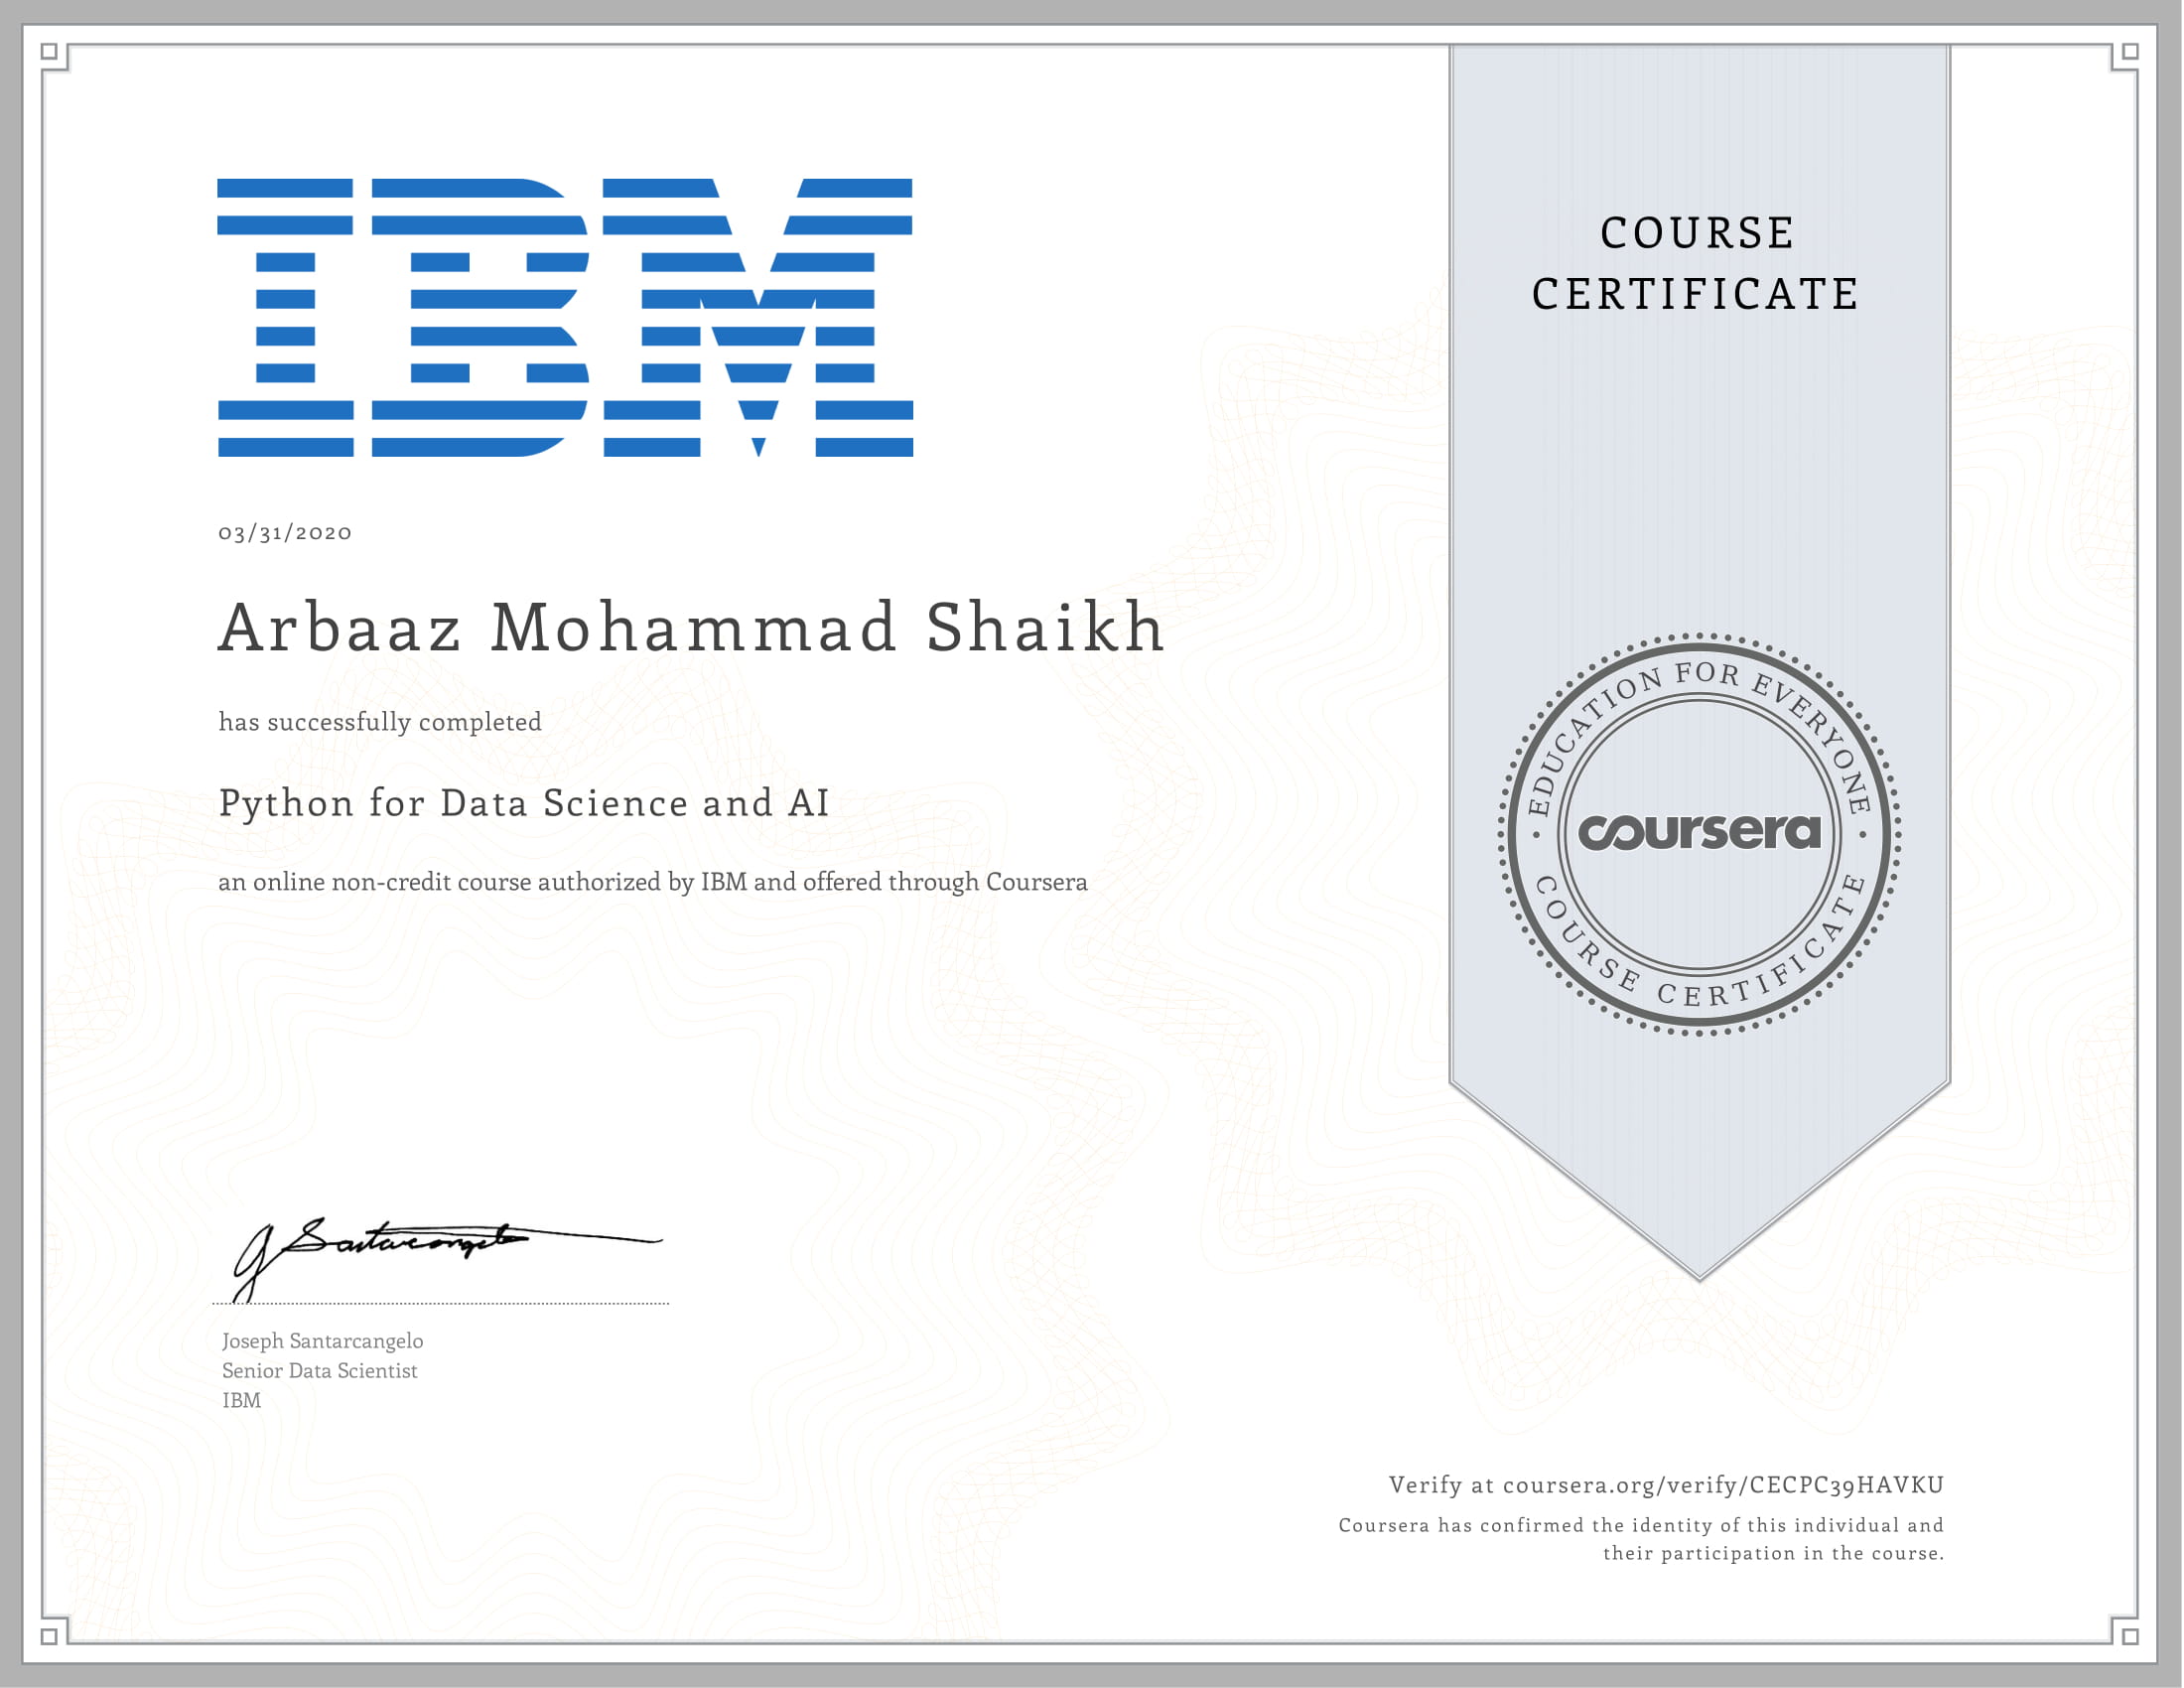 IBM
COURSE
CERTIFICATE
03/31/2020
Arbaaz Mohammad Shaikh
has successfully completed
Python for Data Science and AI
an online non-credit course authorized by IBM and offered through Coursera
EDUCATION FOR EVERYONE
coursera
COURSE CERTIFICATE
J Santarcangelo
Joseph Santarcangelo
Senior Data Scientist
IBM
Verify at coursera.org/verify/CECPC39HAVKU
Coursera has confirmed the identity of this individual and
their participation in the course.